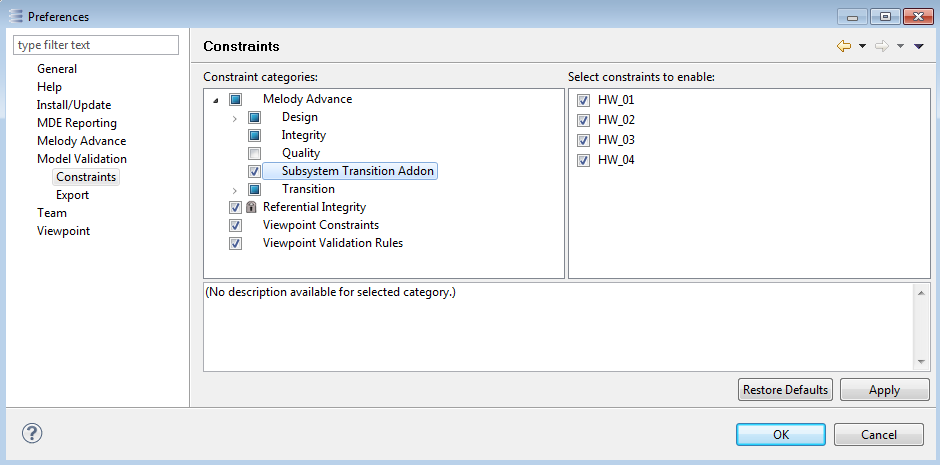 Preferences
type filter text
General
Help
Install/Update
MDE Reporting
Melody Advance
Model Validation
Constraints
Export
Team
Viewpoint
Constraints
Constraint categories:
Melody Advance
Design
Integrity
Quality
Subsystem Transition Addon
Transition
Referential Integrity
Viewpoint Constraints
Viewpoint Validation Rules
Select constraints to enable:
HW_01
HW_02
HW_03
HW_04
(No description available for selected category.)
Restore Defaults
Apply
?
OK
Cancel